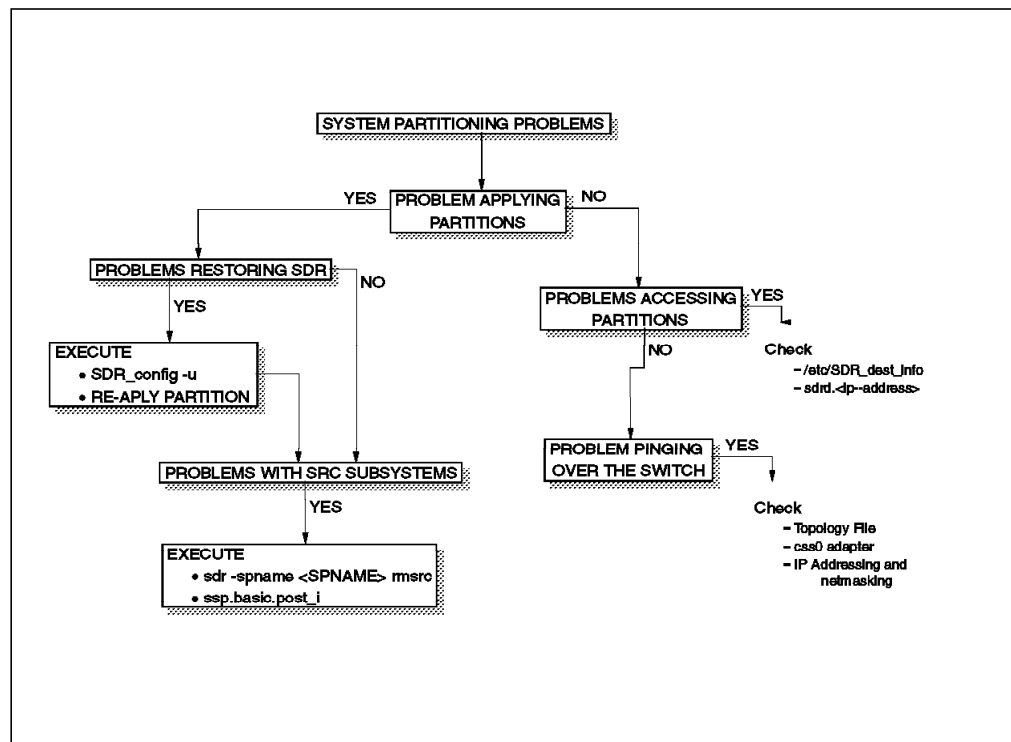 SYSTEM PARTITIONING PROBLEMS
YES
PROBLEM APPLYING
PARTITIONS
NO
PROBLEMS RESTORING SDR
NO
YES
EXECUTE
• SDR_config -u
• RE-APLY PARTITION
PROBLEMS WITH SRC SUBSYSTEMS
YES
EXECUTE
• sdr -spname <SPNAME> rmsrc
• ssp.basic.post_i
PROBLEMS ACCESSING
PARTITIONS
YES
NO
Check
– /etc/SDR_dest_info
– sdrd.<ip--address>
PROBLEM PINGING
OVER THE SWITCH
YES
Check
– Topology File
– css0 adapter
– IP Addressing and
netmasking